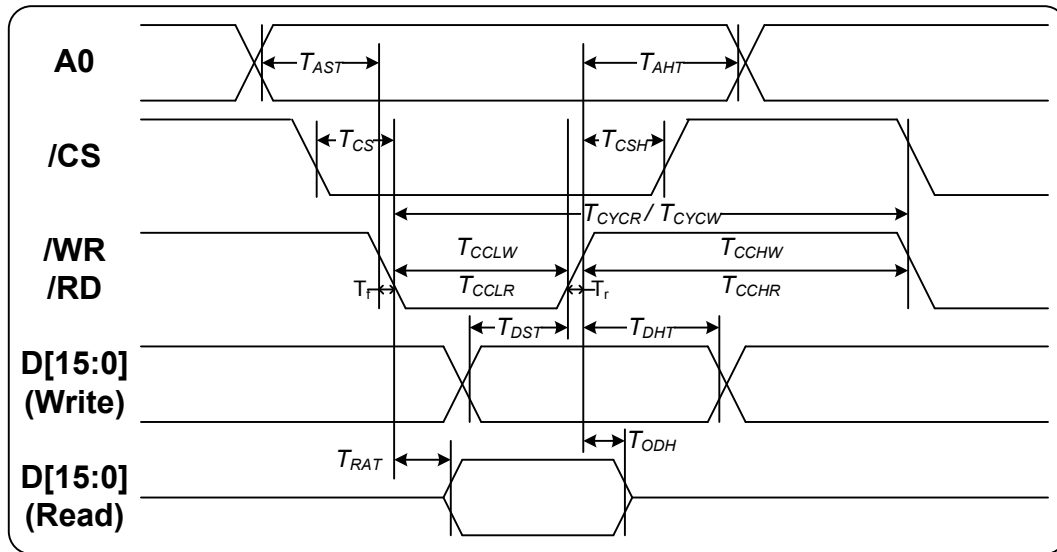 A0
T_AST
T_AHT
/CS
T_CS
T_CSH
T_CYCR / T_CYCW
/WR
/RD
T_CCLW
T_CCHW
T_f
T_CCLR
T_r
T_CCHR
D[15:0]
(Write)
T_DST
T_DHT
D[15:0]
(Read)
T_RAT
T_ODH